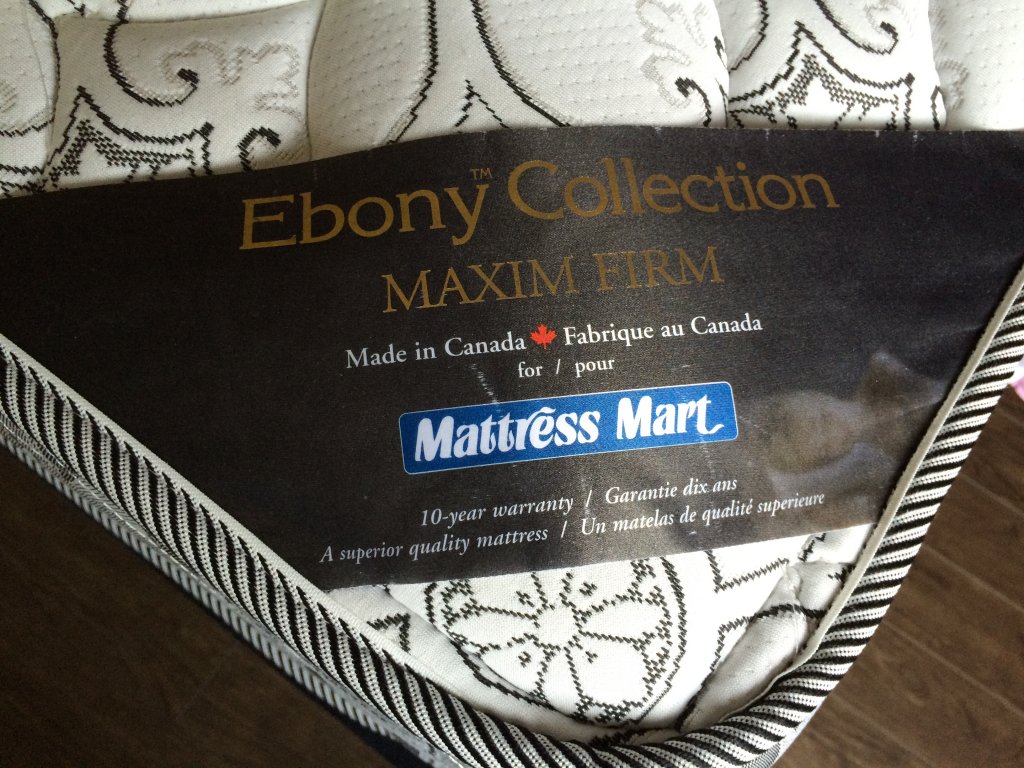 Ebony™ Collection
MAXIM FIRM
Made in Canada Fabrique au Canada
for / pour
Mattress Mart
10-year warranty / Garantie dix ans
A superior quality mattress / Un matelas de qualité superieure